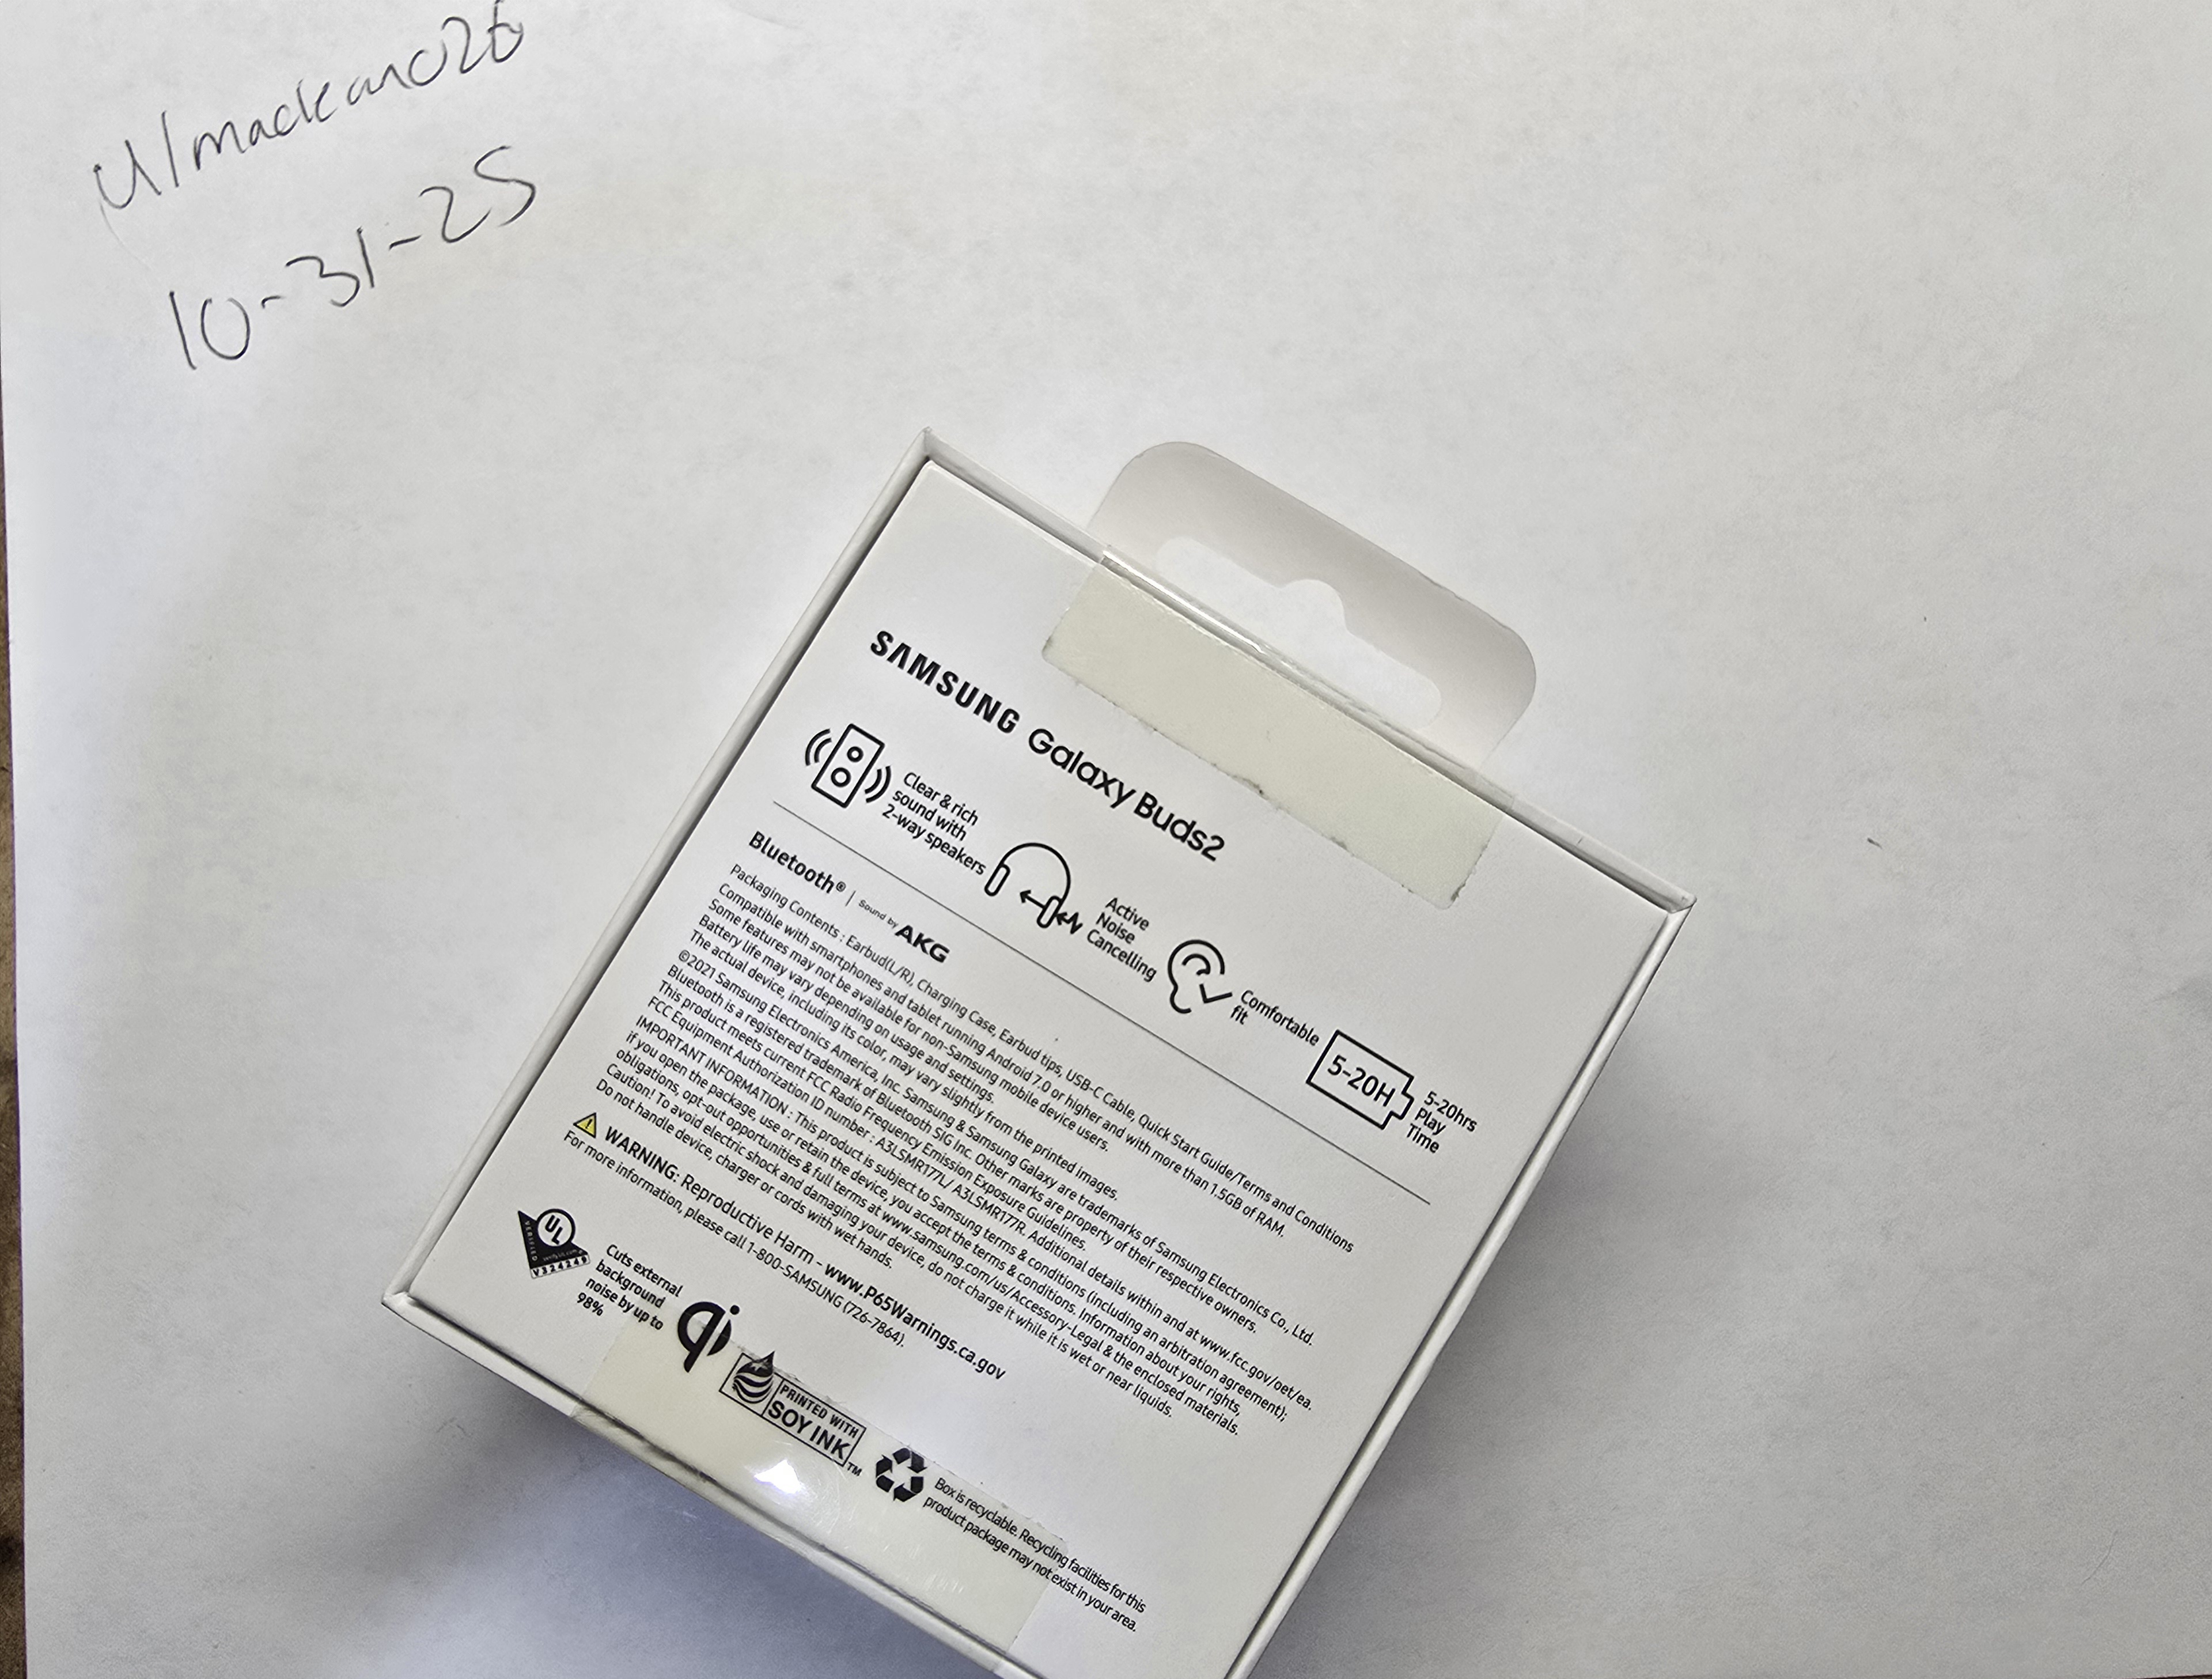 u/maclean026
10-31-25
SAMSUNG Galaxy Buds2
Clear & rich
sound with
2-way speakers
Active
Noise
Cancelling
Comfortable
fit
5-20H
5-20hrs
Play
Time
Bluetooth® | Sound by AKG
Packaging Contents : Earbud(L/R), Charging Case, Earbud tips, USB-C Cable, Quick Start Guide/Terms and Conditions
Compatible with smartphones and tablet running Android 7.0 or higher and with more than 1.5GB of RAM.
Some features may not be available for non-Samsung mobile device users.
Battery life may vary depending on usage and settings.
The actual device, including its color, may vary slightly from the printed images.
©2021 Samsung Electronics America, Inc. Samsung & Samsung Galaxy are trademarks of Samsung Electronics Co., Ltd.
Bluetooth is a registered trademark of Bluetooth SIG Inc. Other marks are property of their respective owners.
This product meets current FCC Radio Frequency Emission Exposure Guidelines.
FCC Equipment Authorization ID number : A3LSMR177L/ A3LSMR177R. Additional details within and at www.fcc.gov/oet/ea.
IMPORTANT INFORMATION : This product is subject to Samsung terms & conditions (including an arbitration agreement);
if you open the package, use or retain the device, you accept the terms & conditions. Information about your rights,
obligations, opt-out opportunities & full terms at www.samsung.com/us/Accessory-Legal & the enclosed materials.
Caution! To avoid electric shock and damaging your device, do not charge it while it is wet or near liquids.
Do not handle device, charger or cords with wet hands.
WARNING: Reproductive Harm - www.P65Warnings.ca.gov
For more information, please call 1-800-SAMSUNG (726-7864).
UL
VERIFIED
verify.ul.com
V324249
Cuts external
background
noise by up to
98%
qi
PRINTED WITH
SOY INK™
Box is recyclable. Recycling facilities for this
product package may not exist in your area.